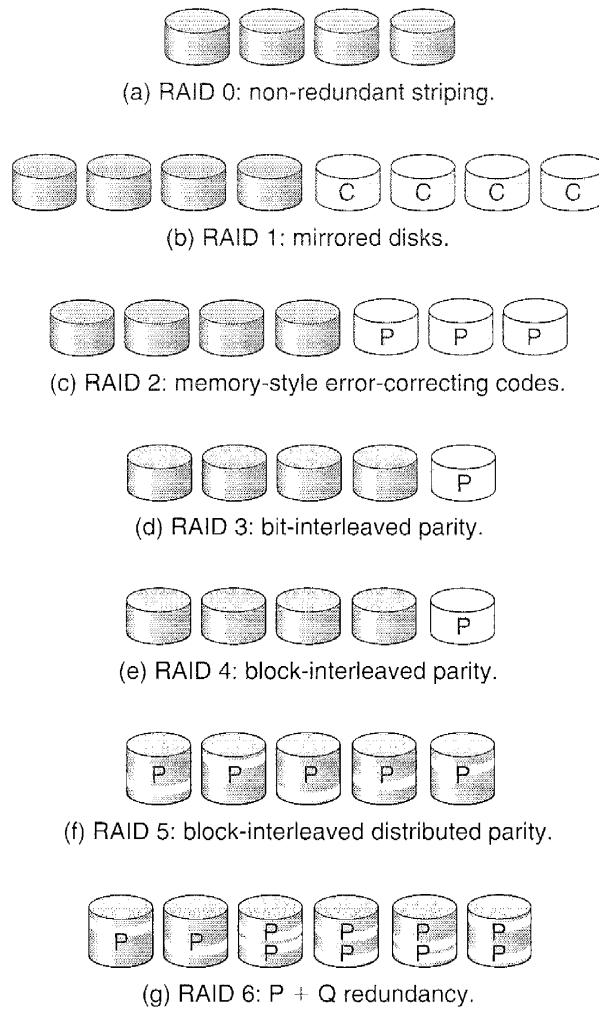 (a) RAID 0: non-redundant striping.
C C C C
(b) RAID 1: mirrored disks.
P P P
(c) RAID 2: memory-style error-correcting codes.
P
(d) RAID 3: bit-interleaved parity.
P
(e) RAID 4: block-interleaved parity.
P P P P P
(f) RAID 5: block-interleaved distributed parity.
P P P P P P
P P P P
(g) RAID 6: P + Q redundancy.